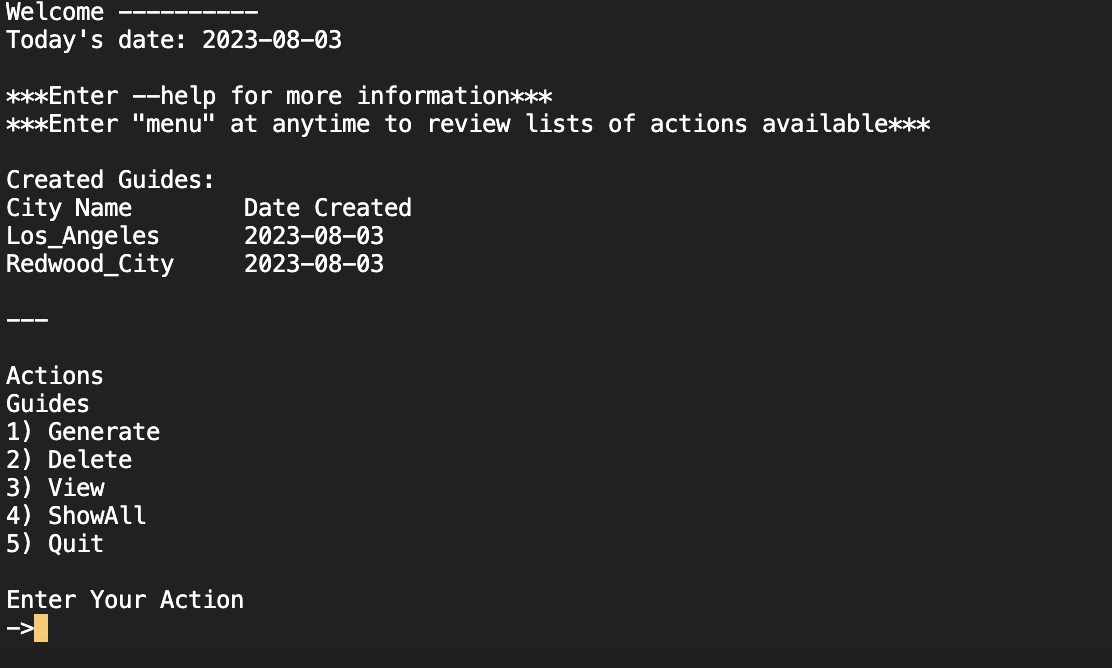 Welcome ----------
Today's date: 2023-08-03
***Enter --help for more information***
***Enter "menu" at anytime to review lists of actions available***
Created Guides:
City Name Date Created
Los_Angeles 2023-08-03
Redwood_City 2023-08-03
---
Actions
Guides
1) Generate
2) Delete
3) View
4) ShowAll
5) Quit
Enter Your Action
->